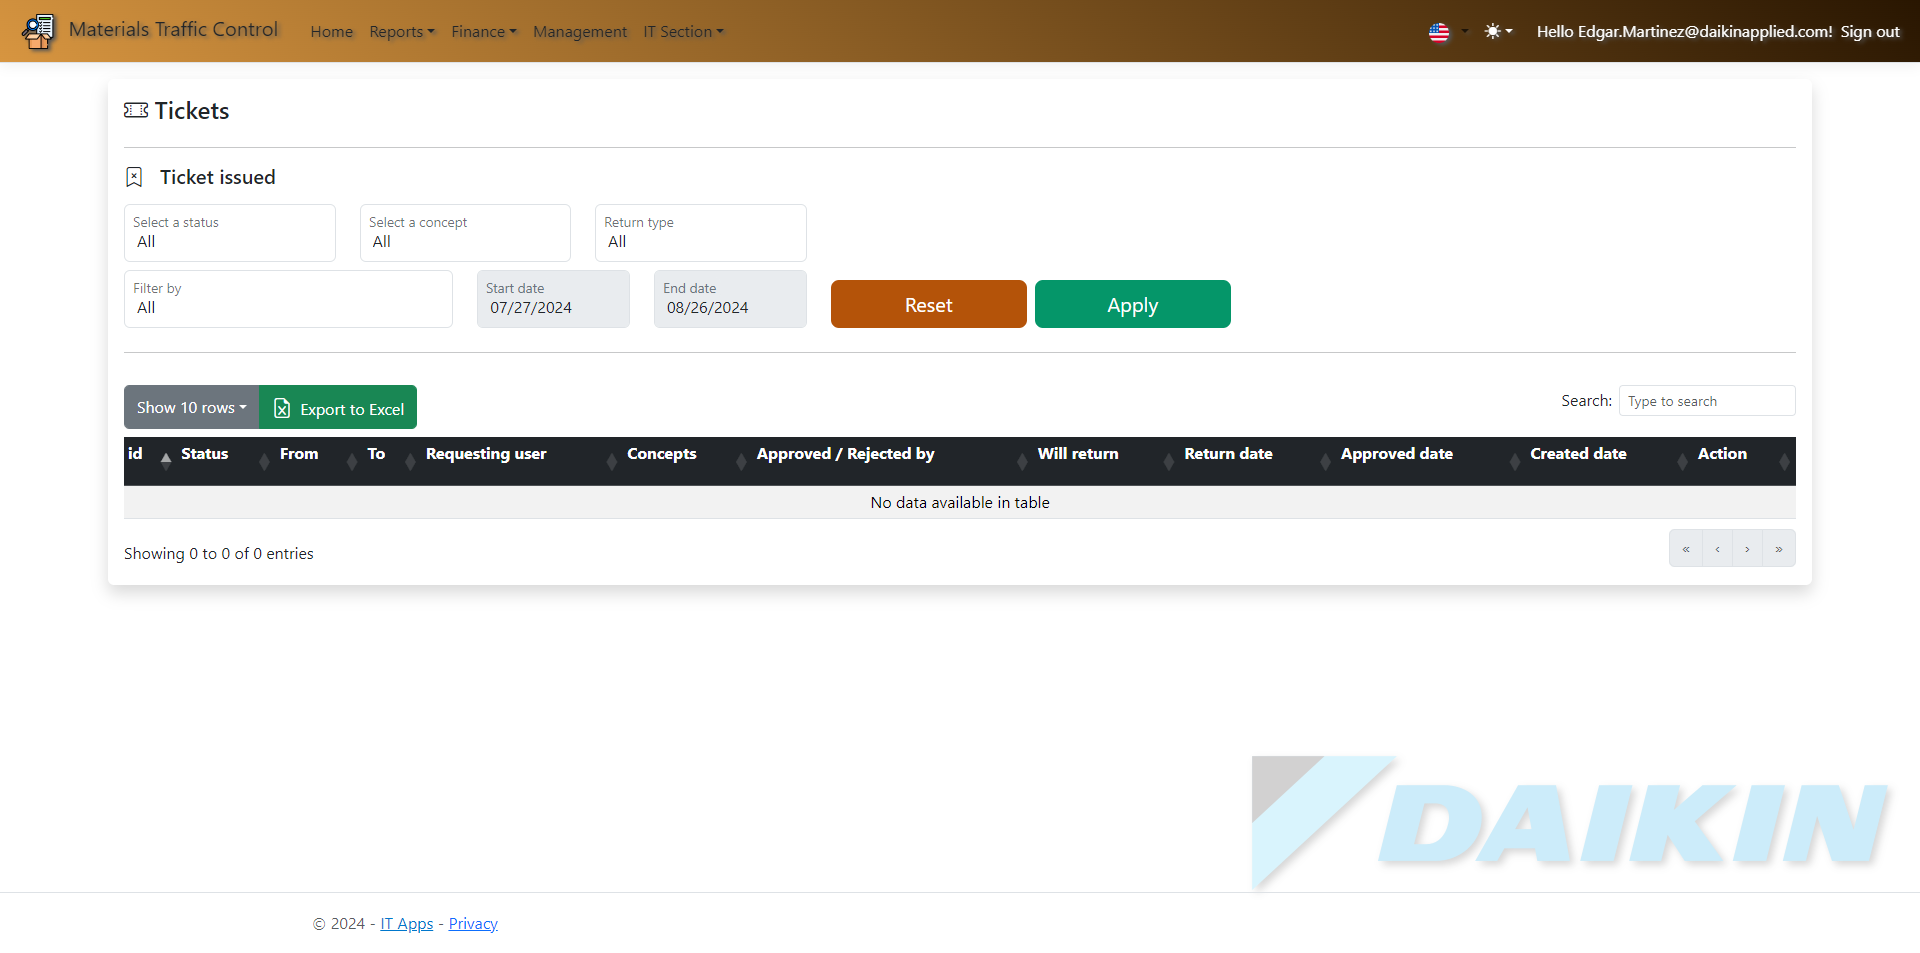 Materials Traffic Control Home Reports Finance Management IT Section Hello Edgar.Martinez@daikinapplied.com! Sign out
Tickets
Ticket issued
Select a status
All
Select a concept
All
Return type
All
Filter by
All
Start date
07/27/2024
End date
08/26/2024
Reset
Apply
Show 10 rows
Export to Excel
Search: Type to search
id Status From To Requesting user Concepts Approved / Rejected by Will return Return date Approved date Created date Action
No data available in table
Showing 0 to 0 of 0 entries
« ‹ › »
DAIKIN
© 2024 - IT Apps - Privacy